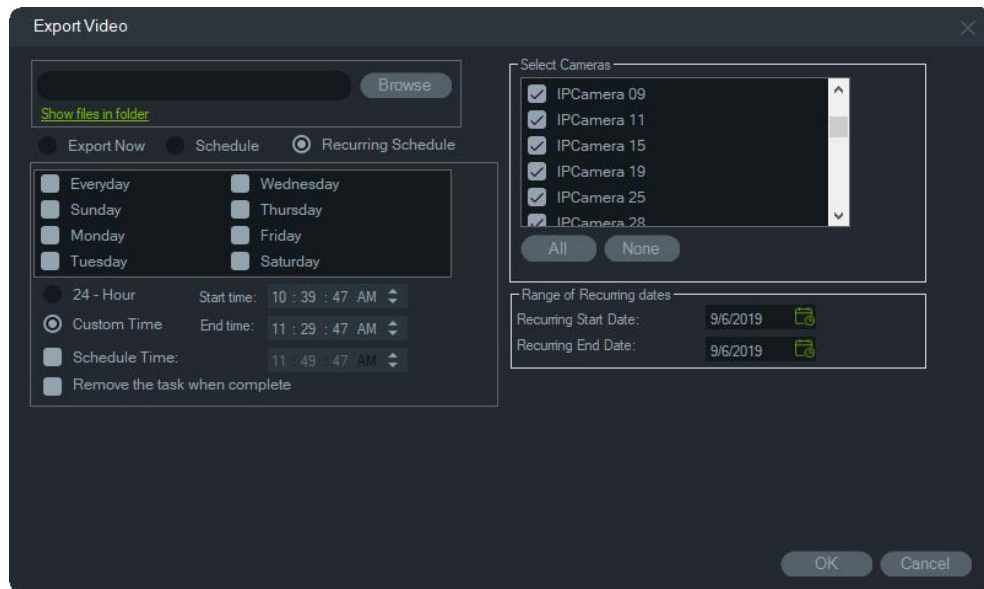 Export Video
Browse
Show files in folder
Export Now Schedule Recurring Schedule
Everyday Wednesday
Sunday Thursday
Monday Friday
Tuesday Saturday
24 - Hour Start time: 10 : 39 : 47 AM
Custom Time End time: 11 : 29 : 47 AM
Schedule Time: 11 : 49 : 47 AM
Remove the task when complete
Select Cameras
IPCamera 09
IPCamera 11
IPCamera 15
IPCamera 19
IPCamera 25
IPCamera 28
All None
Range of Recurring dates
Recurring Start Date: 9/6/2019
Recurring End Date: 9/6/2019
OK Cancel